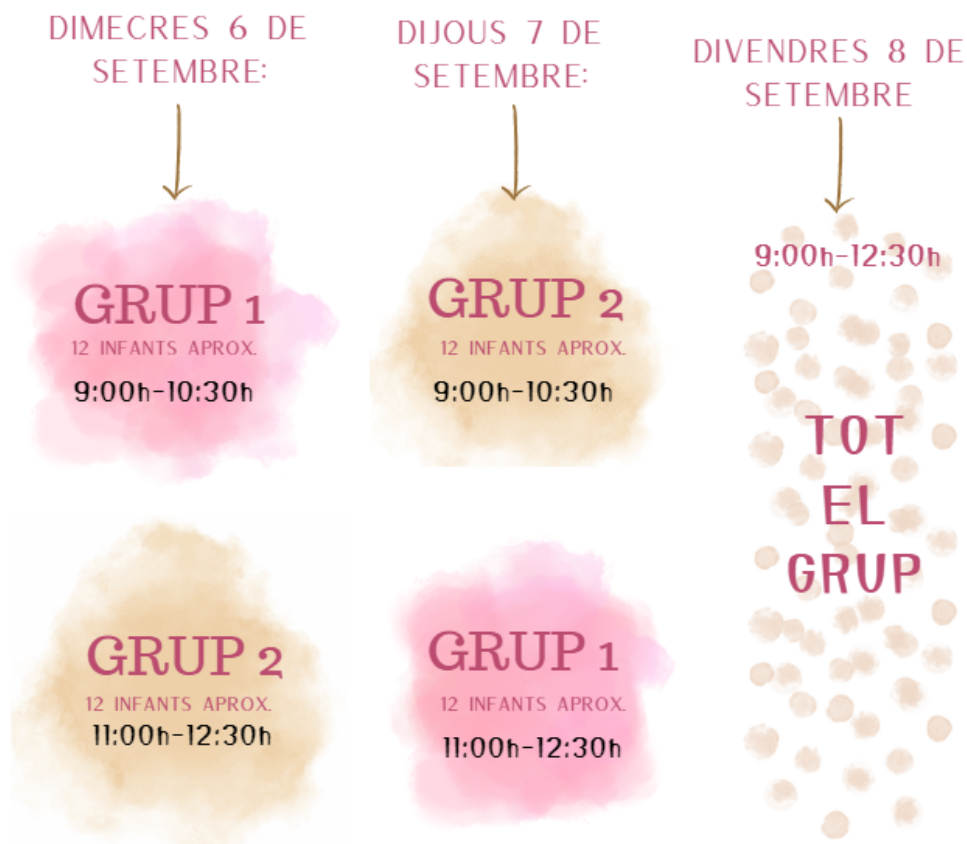 DIMECRES 6 DE
SETEMBRE:
GRUP 1
12 INFANTS APROX.
9:00h-10:30h
GRUP 2
12 INFANTS APROX.
11:00h-12:30h
DIJOUS 7 DE
SETEMBRE:
GRUP 2
12 INFANTS APROX.
9:00h-10:30h
GRUP 1
12 INFANTS APROX.
11:00h-12:30h
DIVENDRES 8 DE
SETEMBRE
9:00h-12:30h
TOT
EL
GRUP